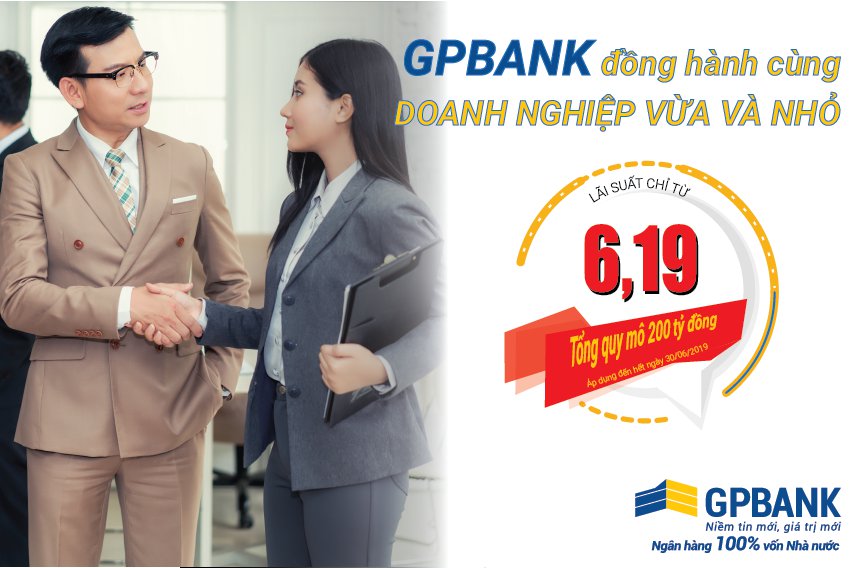 GPBANK đồng hành cùng
DOANH NGHIỆP VỪA VÀ NHỎ
LÃI SUẤT CHỈ TỪ
6,19
Tổng quy mô 200 tỷ đồng
Áp dụng đến hết ngày 30/06/2019
GPBANK
Niềm tin mới, giá trị mới
Ngân hàng 100% vốn Nhà nước